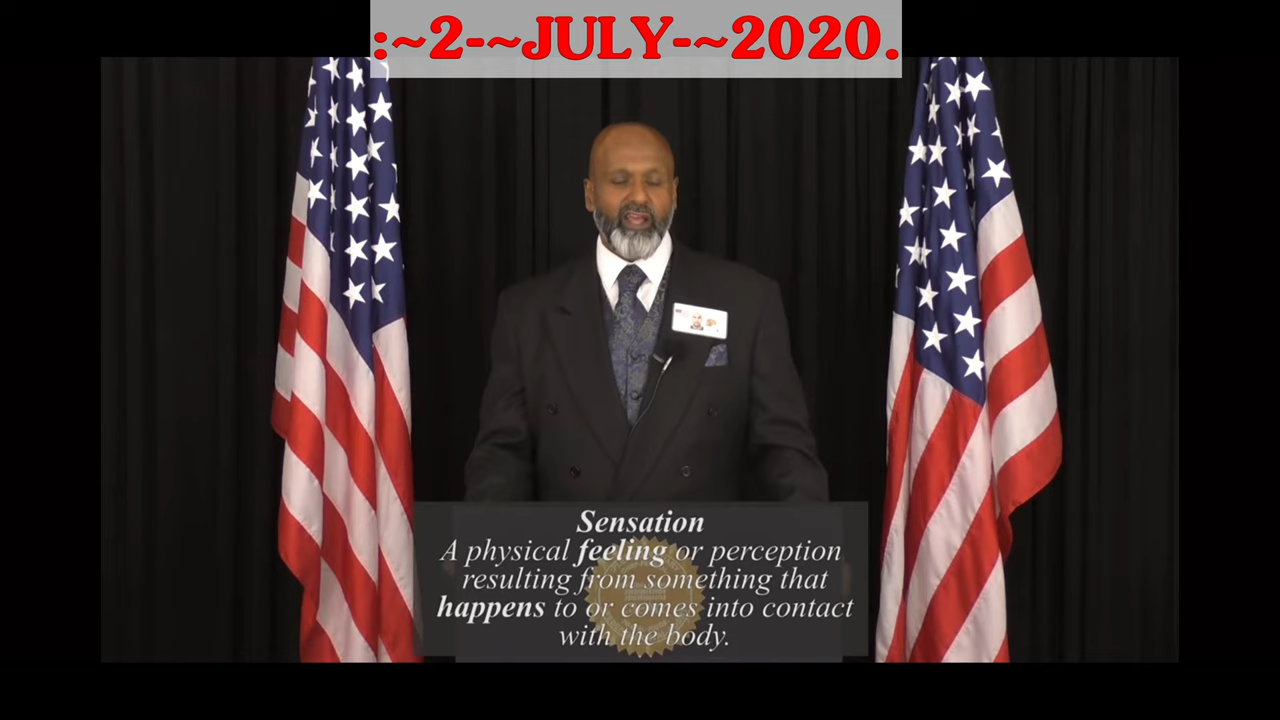 :~2-~JULY-~2020.
Sensation
A physical feeling or perception
resulting from something that
happens to or comes into contact
with the body.